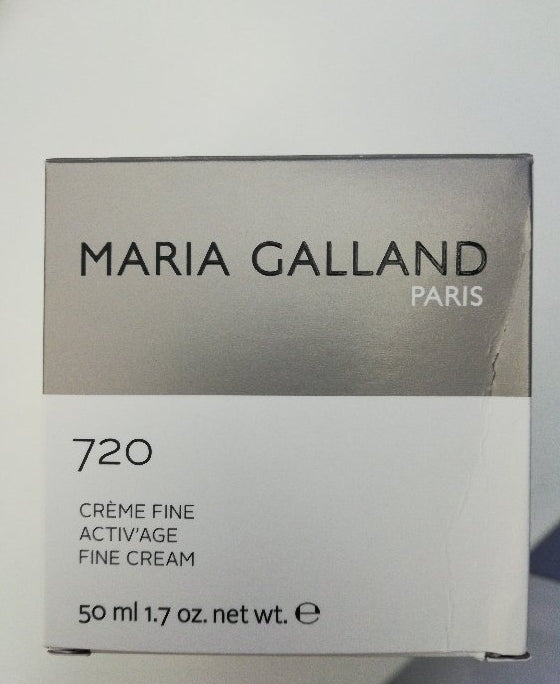 MARIA GALLAND
PARIS
720
CRÈME FINE
ACTIV'AGE
FINE CREAM
50 ml 1.7 oz. net wt. ℮